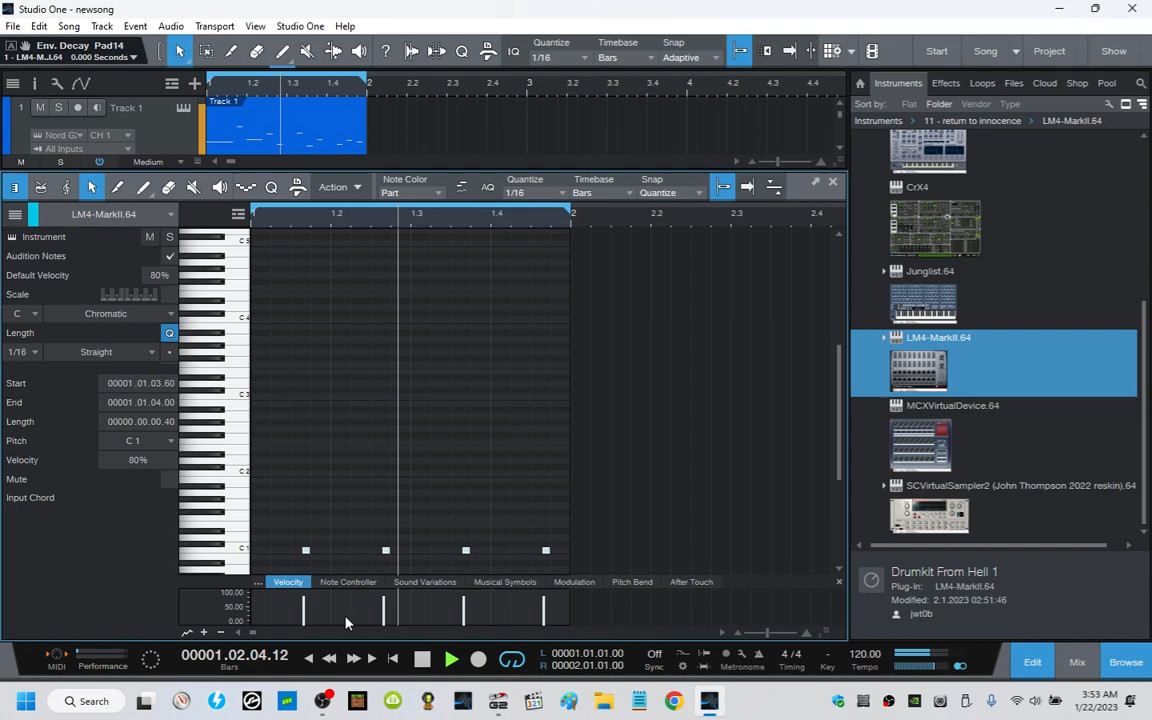 Studio One - newsong
File Edit Song Track Event Audio Transport View Studio One Help
Env. Decay Pad14
1 - LM4-M..I.64 0.000 Seconds
IQ
Quantize
1/16
Timebase
Bars
Snap
Adaptive
Start Song Project Show
1.2 1.3 1.4 2 2.2 2.3 2.4 3 3.2 3.3 3.4 4 4.2 4.3 4.4
1 M S Track 1
Track 1
CH 1
All Inputs
M S Medium
Instruments Effects Loops Files Cloud Shop Pool
Sort by: Flat Folder Vendor Type
Instruments 11 - return to innocence LM4-MarkII.64
CrX4
Junglist.64
LM4-MarkII.64
MCXVirtualDevice.64
SCVirtualSampler2 (John Thompson 2022 reskin).64
Drumkit From Hell 1
Plug-In: LM4-MarkII.64
Modified: 2.1.2023 02:51:46
jwt0b
Action
Note Color
Part
AQ
Quantize
1/16
Timebase
Bars
Snap
Quantize
LM4-MarkII.64
1.2 1.3 1.4 2 2.2 2.3 2.4
Instrument M S
Audition Notes
Default Velocity 80%
Scale
C Chromatic
Length Q
1/16 Straight
Start 00001.01.03.60
End 00001.01.04.00
Length 00000.00.00.40
Pitch C 1
Velocity 80%
Mute
Input Chord
C 5
C 4
C 3
C 2
C 1
... Velocity Note Controller Sound Variations Musical Symbols Modulation Pitch Bend After Touch
100.00
50.00
0.00
MIDI Performance
00001.02.04.12
Bars
L 00001.01.01.00
R 00002.01.01.00
Off
Sync
Metronome
4 / 4
Timing
-
Key
120.00
Tempo
Edit Mix Browse
Search
3:53 AM
1/22/2023